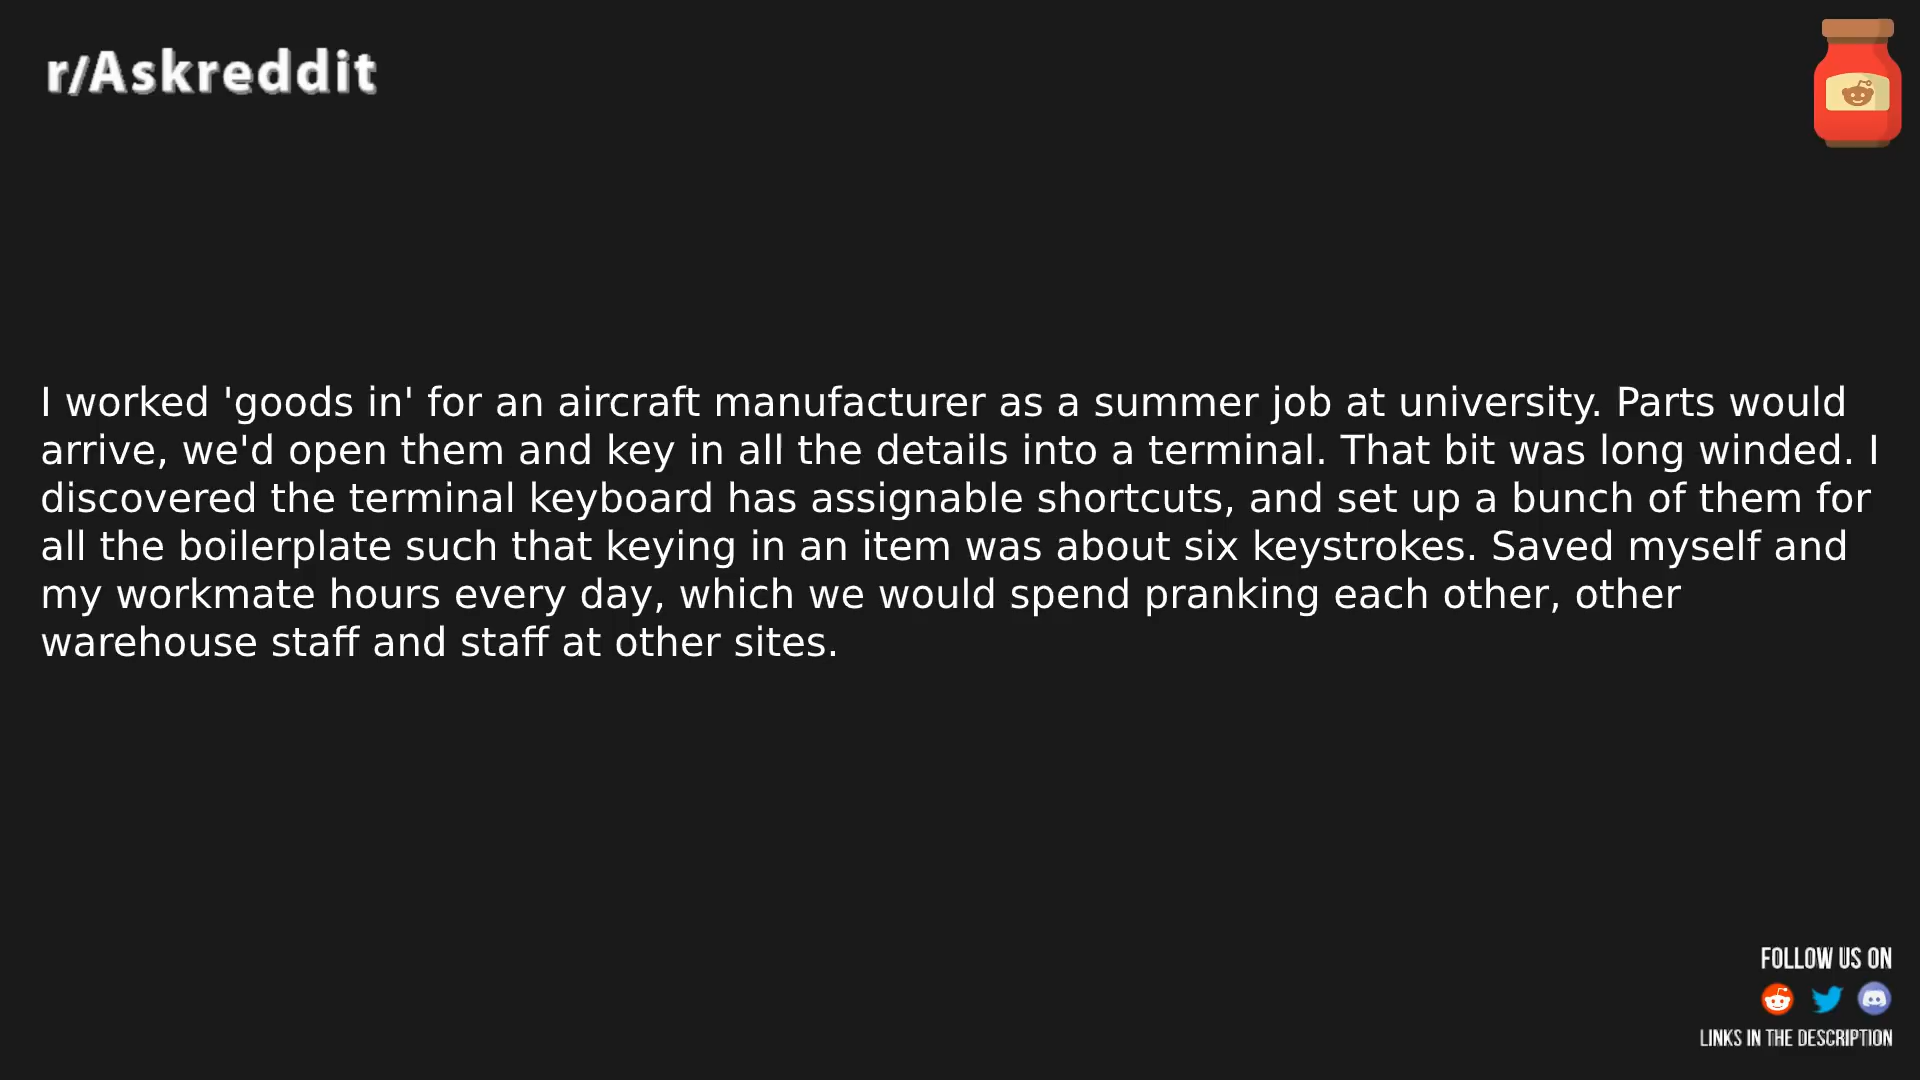 r/Askreddit
I worked 'goods in' for an aircraft manufacturer as a summer job at university. Parts would
arrive, we'd open them and key in all the details into a terminal. That bit was long winded. I
discovered the terminal keyboard has assignable shortcuts, and set up a bunch of them for
all the boilerplate such that keying in an item was about six keystrokes. Saved myself and
my workmate hours every day, which we would spend pranking each other, other
warehouse staff and staff at other sites.
FOLLOW US ON
LINKS IN THE DESCRIPTION